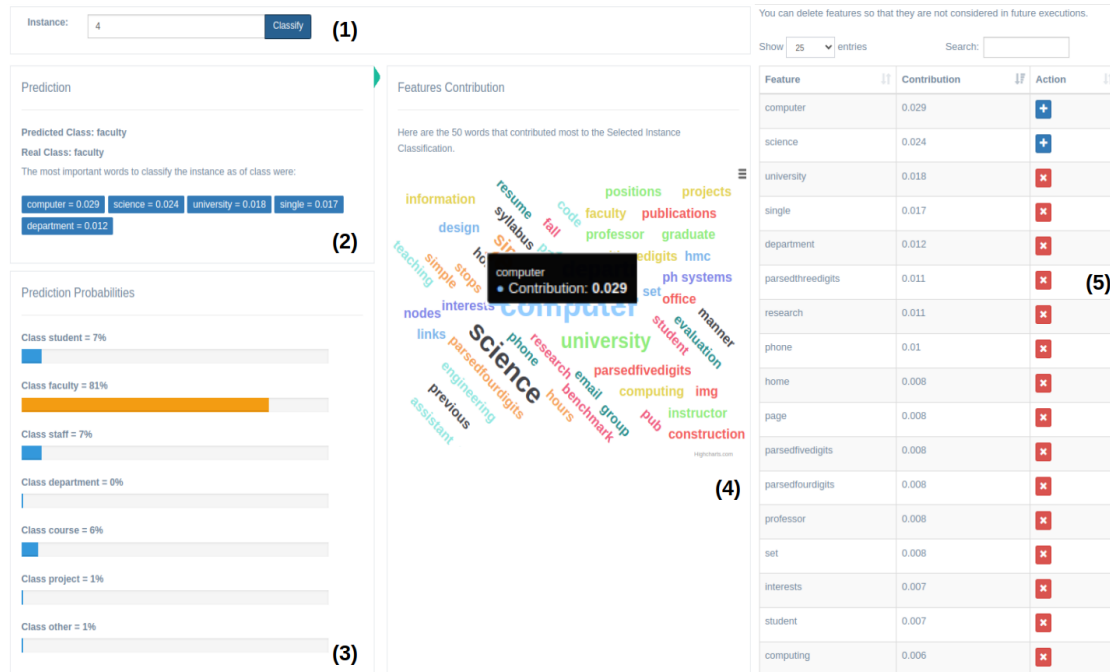 Instance:
4
Classify
(1)
Prediction
Predicted Class: faculty
Real Class: faculty
The most important words to classify the instance as of class were:
computer = 0.029 science = 0.024 university = 0.018 single = 0.017
department = 0.012
(2)
Prediction Probabilities
Class student = 7%
Class faculty = 81%
Class staff = 7%
Class department = 0%
Class course = 6%
Class project = 1%
Class other = 1%
(3)
Features Contribution
Here are the 50 words that contributed most to the Selected Instance
Classification.
information
resume
positions
projects
code
faculty
publications
syllabus
fall
design
professor
graduate
teaching
simple
stops
hmc
computer
Contribution: 0.029
ph systems
set
office
interests
nodes
computer
manner
links
science
phone
university
student
evaluation
parsedfourdigits
research
parsedfivedigits
engineering
email
computing
img
previous
hours
benchmark
group
pub
instructor
assistant
construction
Highcharts.com
(4)
You can delete features so that they are not considered in future executions.
Show 25 entries
Search:
Feature Contribution Action
computer 0.029
science 0.024
university 0.018
single 0.017
department 0.012
parsedthreedigits 0.011
(5)
research 0.011
phone 0.01
home 0.008
page 0.008
parsedfivedigits 0.008
parsedfourdigits 0.008
professor 0.008
set 0.008
interests 0.007
student 0.007
computing 0.006